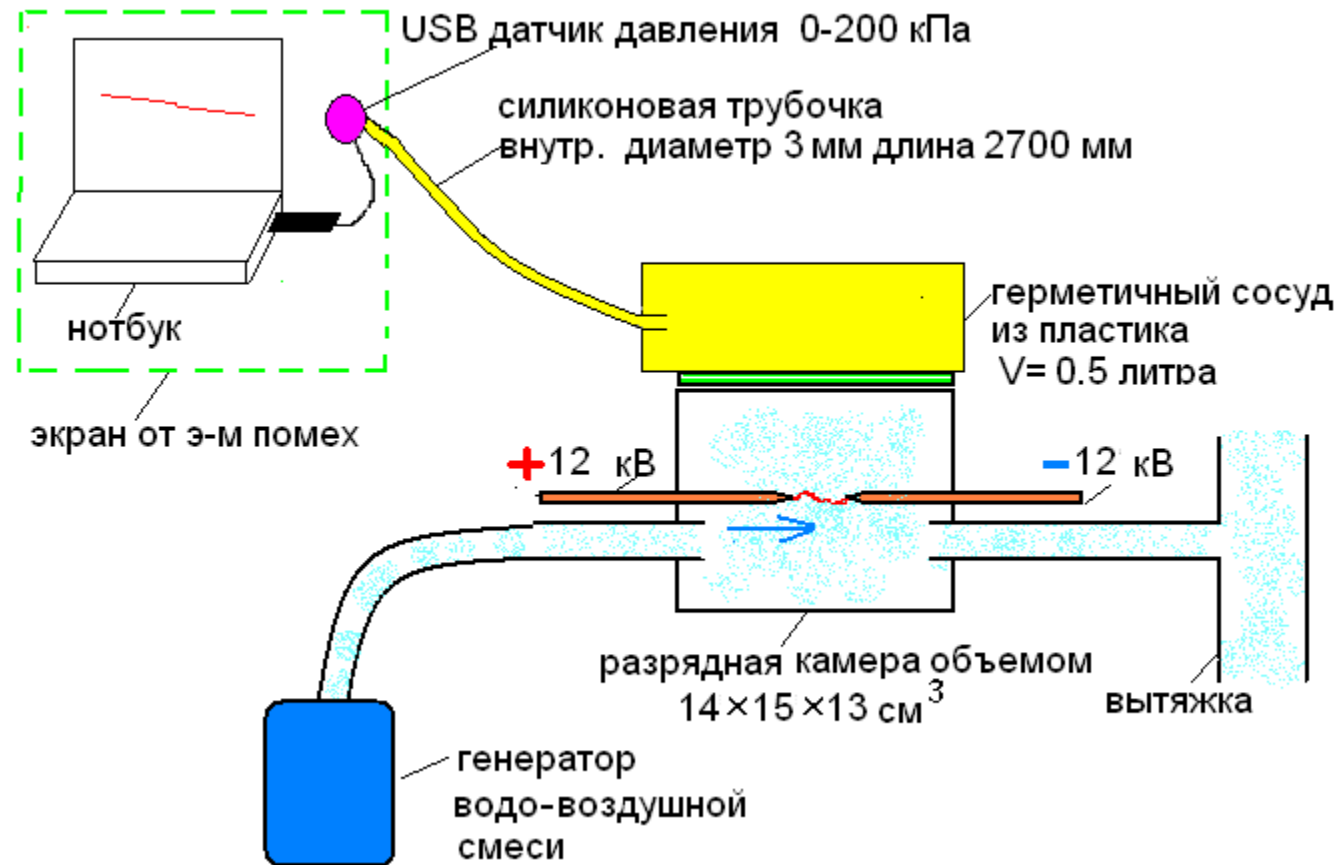 USB датчик давления 0-200 кПа
силиконовая трубочка
внутр. диаметр 3 мм длина 2700 мм
нотбук
экран от э-м помех
герметичный сосуд
из пластика
V= 0.5 литра
+12 кВ
-12 кВ
разрядная камера объемом
14×15×13 см³
вытяжка
генератор
водо-воздушной
смеси